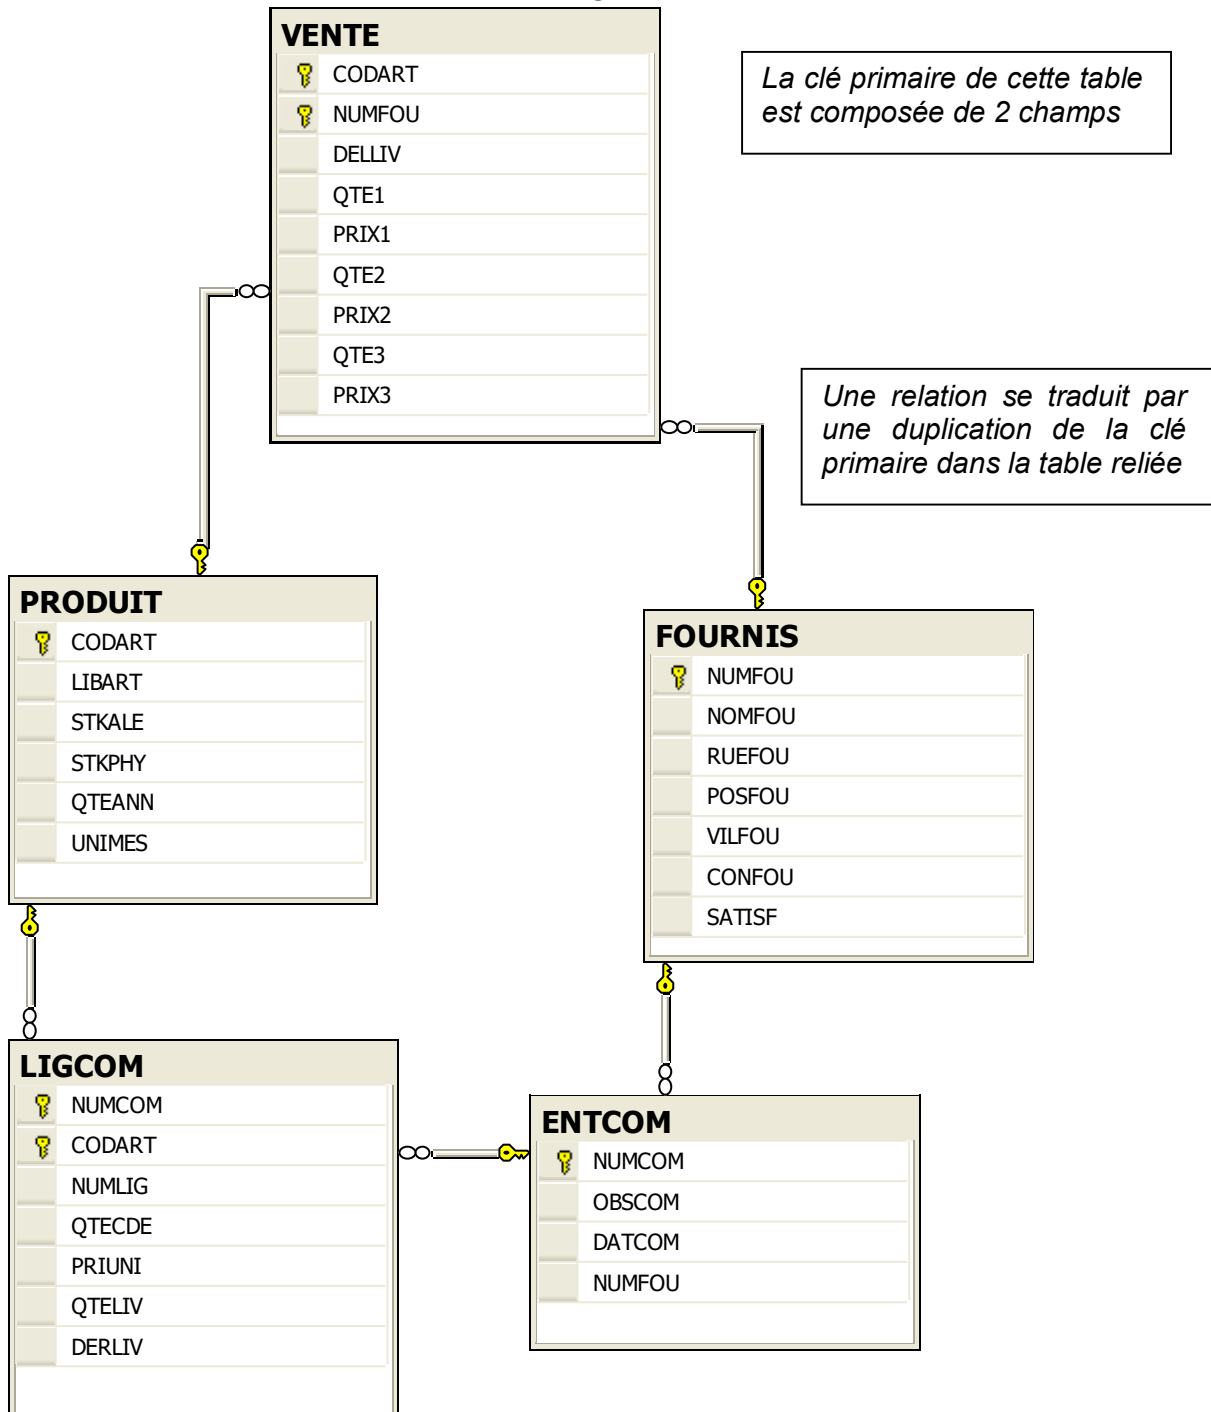 VENTE
CODART
NUMFOU
DELLIV
QTE1
PRIX1
QTE2
PRIX2
QTE3
PRIX3
La clé primaire de cette table
est composée de 2 champs
Une relation se traduit par
une duplication de la clé
primaire dans la table reliée
PRODUIT
CODART
LIBART
STKALE
STKPHY
QTEANN
UNIMES
FOURNIS
NUMFOU
NOMFOU
RUEFOU
POSFOU
VILFOU
CONFOU
SATISF
LIGCOM
NUMCOM
CODART
NUMLIG
QTECDE
PRIUNI
QTELIV
DERLIV
ENTCOM
NUMCOM
OBSCOM
DATCOM
NUMFOU